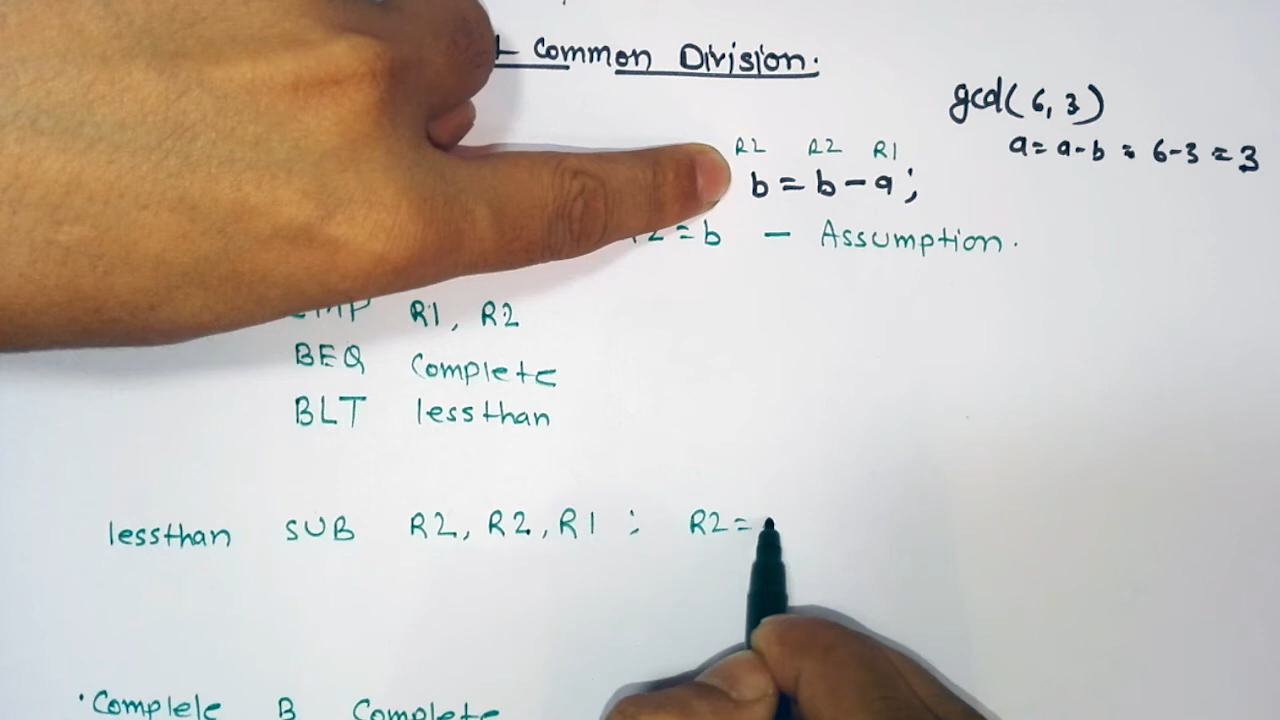 Common Division.
gcd( 6, 3 )
a = a - b = 6 - 3 = 3
R2 R2 R1
b = b - a ;
= b - Assumption.
R1, R2
BEQ Complete
BLT lessthan
lessthan SUB R2, R2, R1 ; R2 =
Complele B Complete